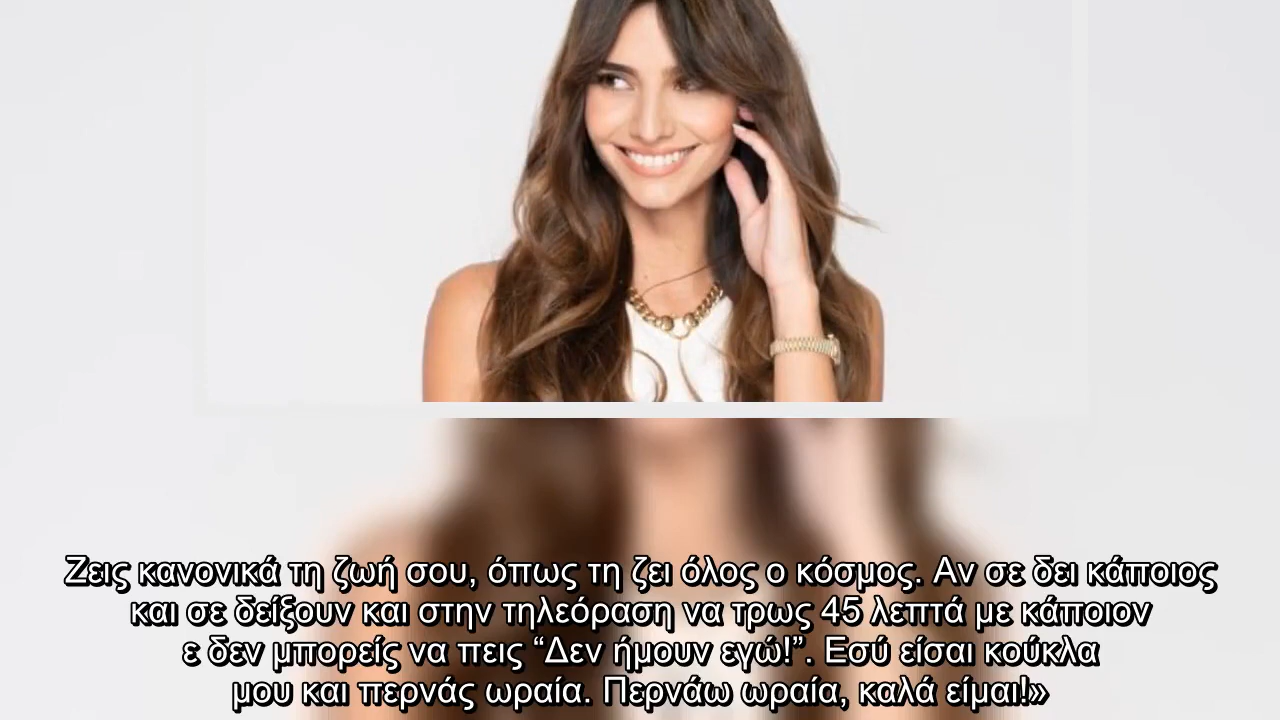 Ζεις κανονικά τη ζωή σου, όπως τη ζει όλος ο κόσμος. Αν σε δει κάποιος
και σε δείξουν και στην τηλεόραση να τρως 45 λεπτά με κάποιον
ε δεν μπορείς να πεις “Δεν ήμουν εγώ!”. Εσύ είσαι κούκλα
μου και περνάς ωραία. Περνάω ωραία, καλά είμαι!»